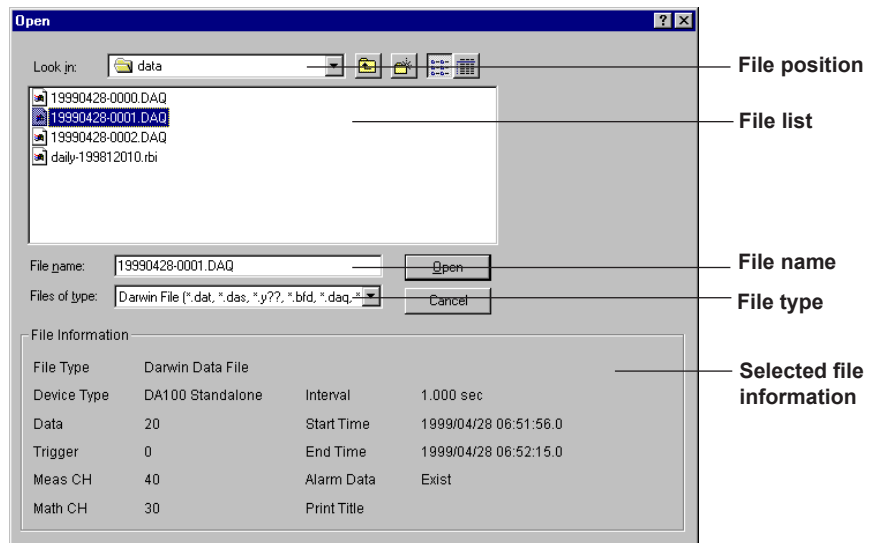 Open
Look in: data
File position
19990428-0000.DAQ
19990428-0001.DAQ
File list
19990428-0002.DAQ
daily-199812010.rbi
File name: 19990428-0001.DAQ Open
File name
Files of type: Darwin File (*.dat, *.das, *.y??, *.bfd, *.daq, * Cancel
File type
File Information
File Type Darwin Data File
Selected file
information
Device Type DA100 Standalone Interval 1.000 sec
Data 20 Start Time 1999/04/28 06:51:56.0
Trigger 0 End Time 1999/04/28 06:52:15.0
Meas CH 40 Alarm Data Exist
Math CH 30 Print Title